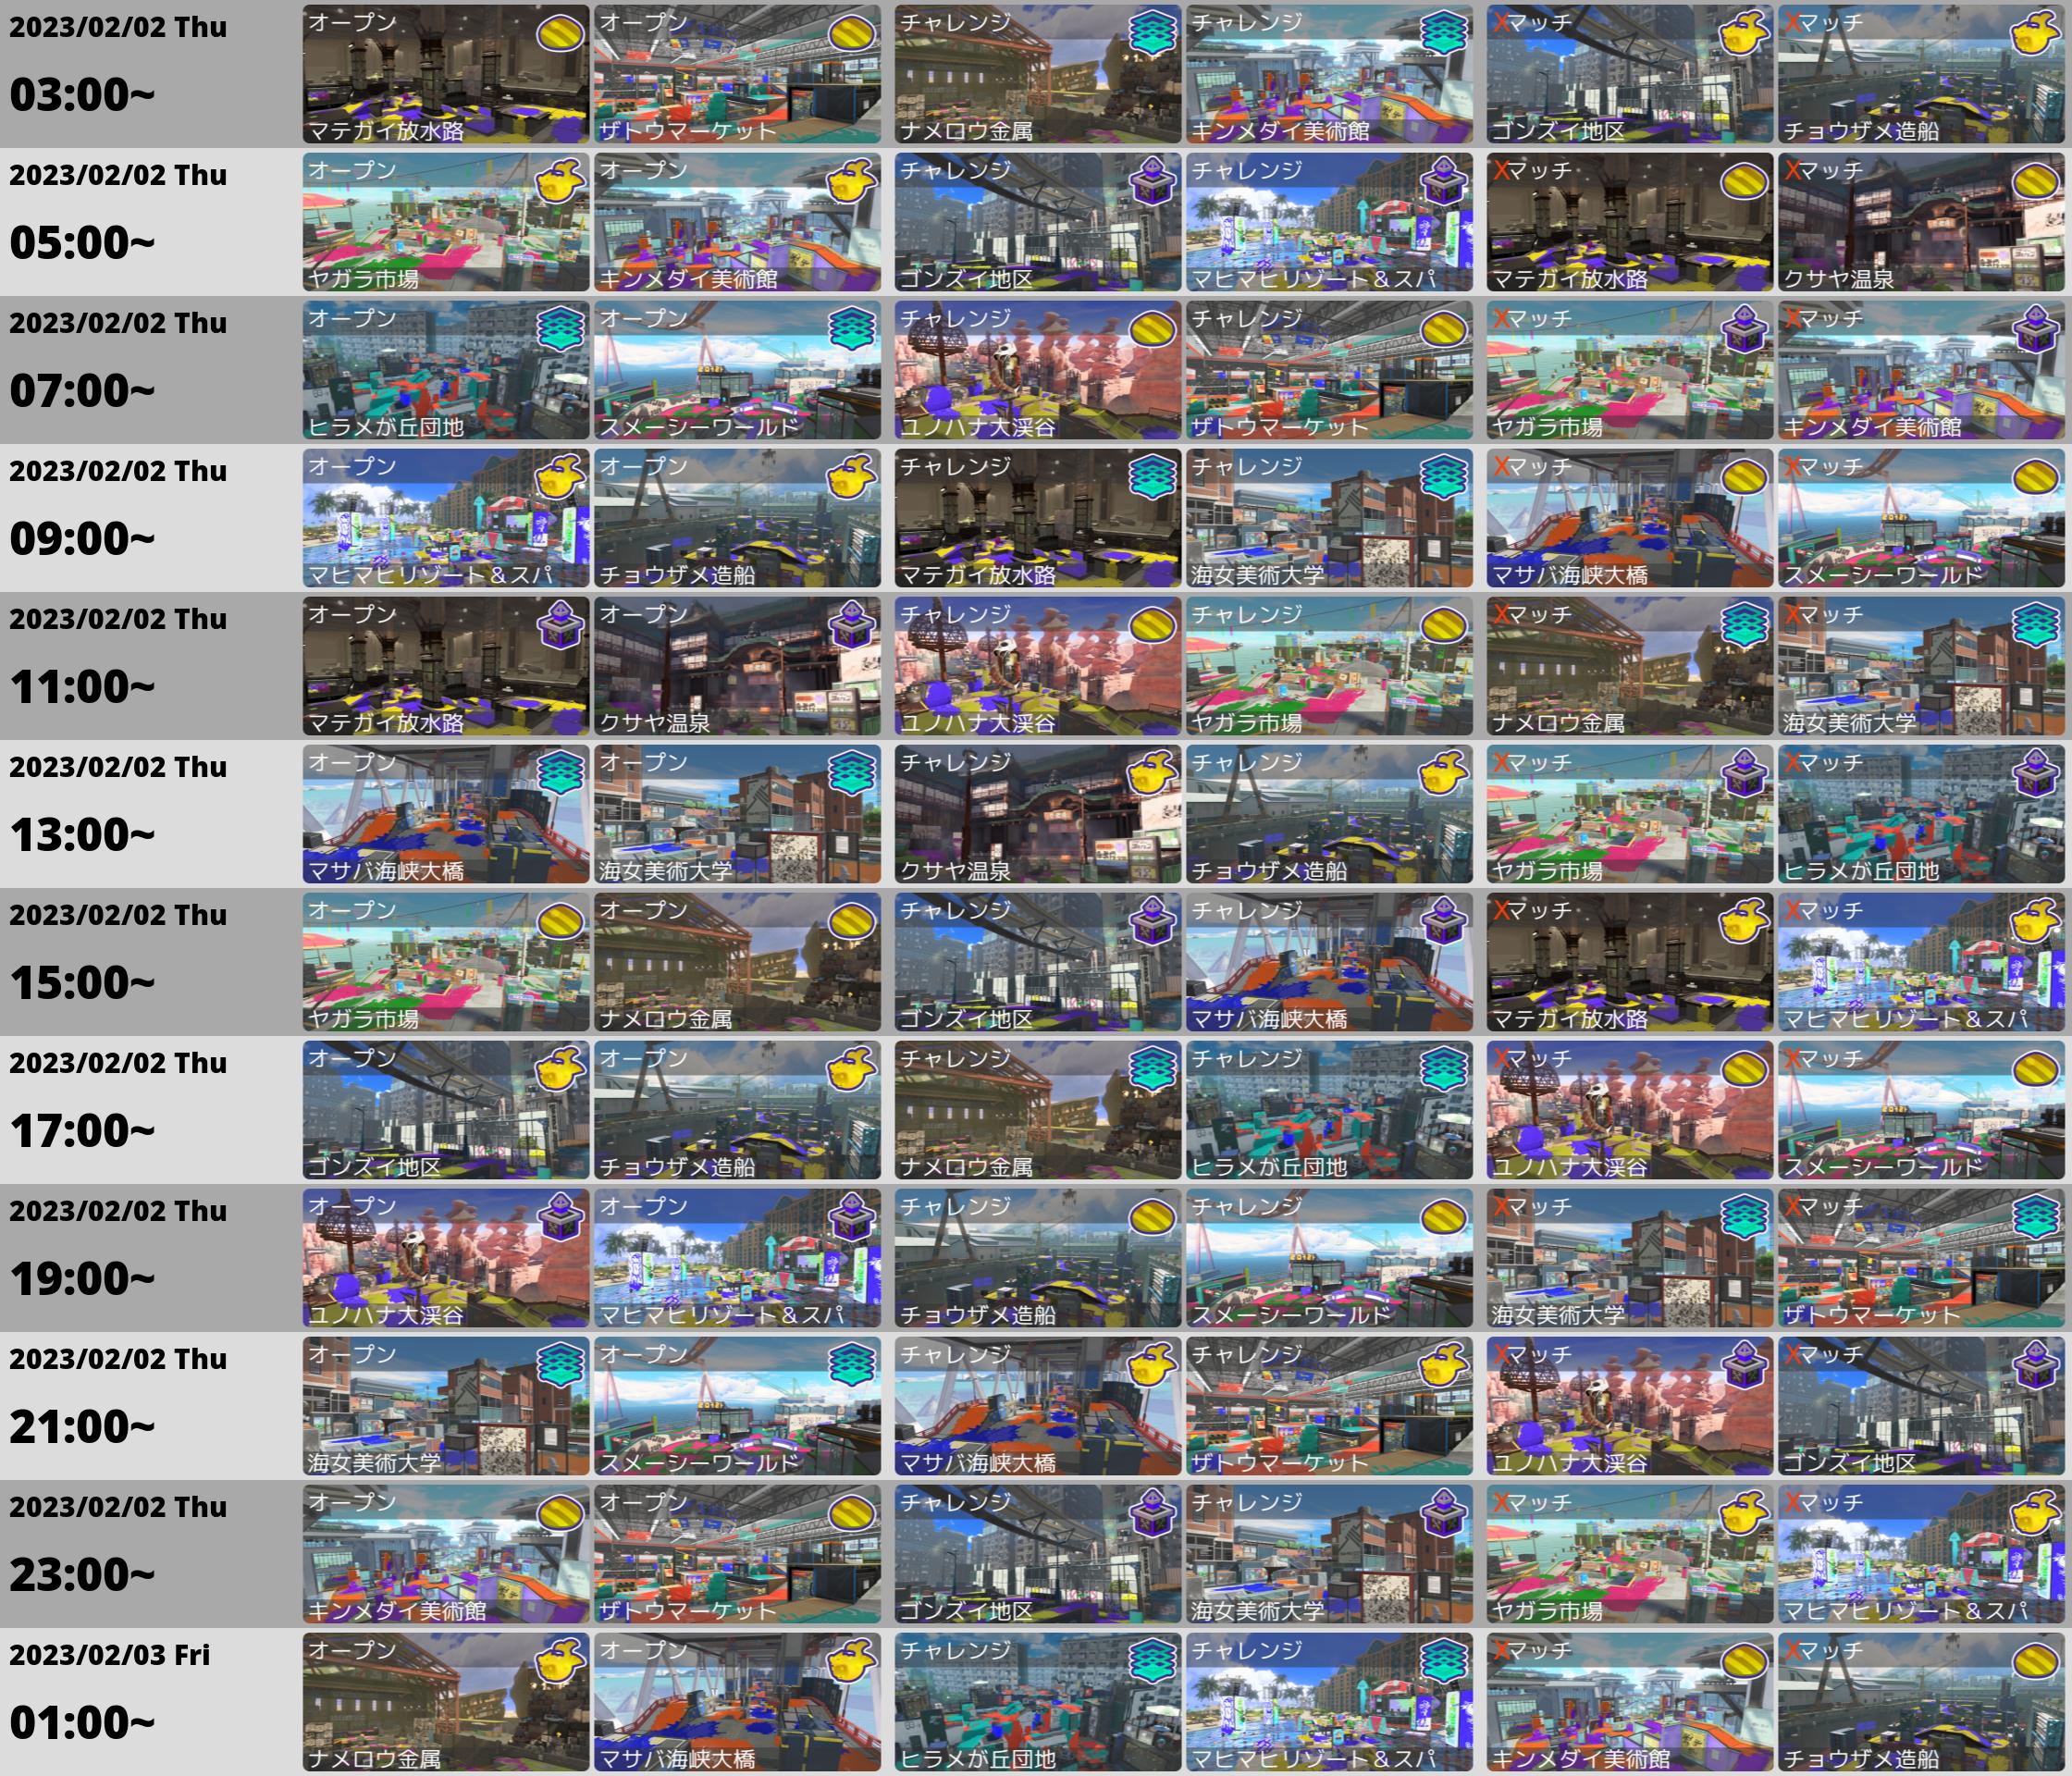 2023/02/02 Thu
03:00~
オープン オープン チャレンジ チャレンジ Xマッチ Xマッチ
マテガイ放水路 ザトウマーケット ナメロウ金属 キンメダイ美術館 ゴンズイ地区 チョウザメ造船
2023/02/02 Thu
05:00~
オープン オープン チャレンジ チャレンジ Xマッチ Xマッチ
ヤガラ市場 キンメダイ美術館 ゴンズイ地区 マヒマヒリゾート&スパ マテガイ放水路 クサヤ温泉
2023/02/02 Thu
07:00~
オープン オープン チャレンジ チャレンジ Xマッチ Xマッチ
ヒラメが丘団地 スメーシーワールド ユノハナ大渓谷 ザトウマーケット ヤガラ市場 キンメダイ美術館
2023/02/02 Thu
09:00~
オープン オープン チャレンジ チャレンジ Xマッチ Xマッチ
マヒマヒリゾート&スパ チョウザメ造船 マテガイ放水路 海女美術大学 マサバ海峡大橋 スメーシーワールド
2023/02/02 Thu
11:00~
オープン オープン チャレンジ チャレンジ Xマッチ Xマッチ
マテガイ放水路 クサヤ温泉 ユノハナ大渓谷 ヤガラ市場 ナメロウ金属 海女美術大学
2023/02/02 Thu
13:00~
オープン オープン チャレンジ チャレンジ Xマッチ Xマッチ
マサバ海峡大橋 海女美術大学 クサヤ温泉 チョウザメ造船 ヤガラ市場 ヒラメが丘団地
2023/02/02 Thu
15:00~
オープン オープン チャレンジ チャレンジ Xマッチ Xマッチ
ヤガラ市場 ナメロウ金属 ゴンズイ地区 マサバ海峡大橋 マテガイ放水路 マヒマヒリゾート&スパ
2023/02/02 Thu
17:00~
オープン オープン チャレンジ チャレンジ Xマッチ Xマッチ
ゴンズイ地区 チョウザメ造船 ナメロウ金属 ヒラメが丘団地 ユノハナ大渓谷 スメーシーワールド
2023/02/02 Thu
19:00~
オープン オープン チャレンジ チャレンジ Xマッチ Xマッチ
ユノハナ大渓谷 マヒマヒリゾート&スパ チョウザメ造船 スメーシーワールド 海女美術大学 ザトウマーケット
2023/02/02 Thu
21:00~
オープン オープン チャレンジ チャレンジ Xマッチ Xマッチ
海女美術大学 スメーシーワールド マサバ海峡大橋 ザトウマーケット ユノハナ大渓谷 ゴンズイ地区
2023/02/02 Thu
23:00~
オープン オープン チャレンジ チャレンジ Xマッチ Xマッチ
キンメダイ美術館 ザトウマーケット ゴンズイ地区 海女美術大学 ヤガラ市場 マヒマヒリゾート&スパ
2023/02/03 Fri
01:00~
オープン オープン チャレンジ チャレンジ Xマッチ Xマッチ
ナメロウ金属 マサバ海峡大橋 ヒラメが丘団地 マヒマヒリゾート&スパ キンメダイ美術館 チョウザメ造船